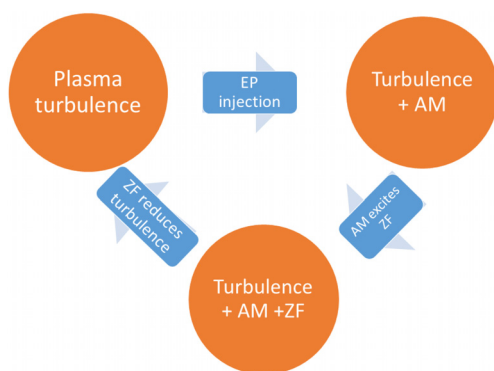 Plasma
turbulence
EP
injection
Turbulence
+ AM
ZF reduces
turbulence
AM excites
ZF
Turbulence
+ AM +ZF